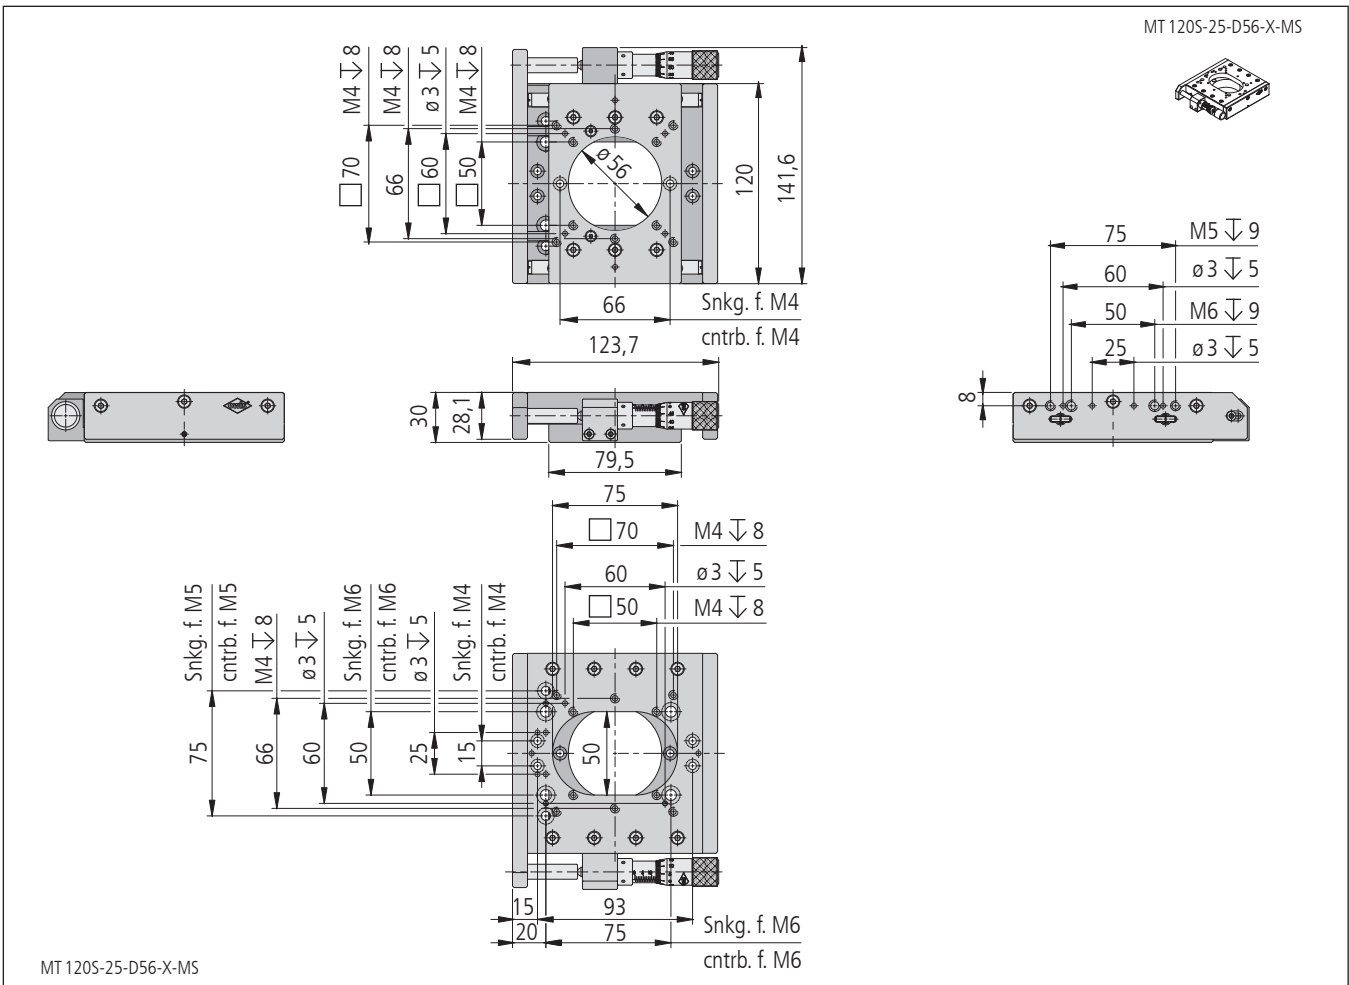 MT 120S-25-D56-X-MS
M4 ↧ 8
M4 ↧ 8
ø 3 ↧ 5
M4 ↧ 8
□ 70
66
□ 60
□ 50
ø 56
120
141,6
66
Snkg. f. M4
cntrb. f. M4
75
M5 ↧ 9
60
ø 3 ↧ 5
50
M6 ↧ 9
25
ø 3 ↧ 5
8
123,7
30
28,1
79,5
75
□ 70
M4 ↧ 8
60
ø 3 ↧ 5
□ 50
M4 ↧ 8
Snkg. f. M5
cntrb. f. M5
M4 ↧ 8
ø 3 ↧ 5
Snkg. f. M6
cntrb. f. M6
ø 3 ↧ 5
Snkg. f. M4
cntrb. f. M4
75
66
60
50
25
15
50
15
93
20
75
Snkg. f. M6
cntrb. f. M6
MT 120S-25-D56-X-MS